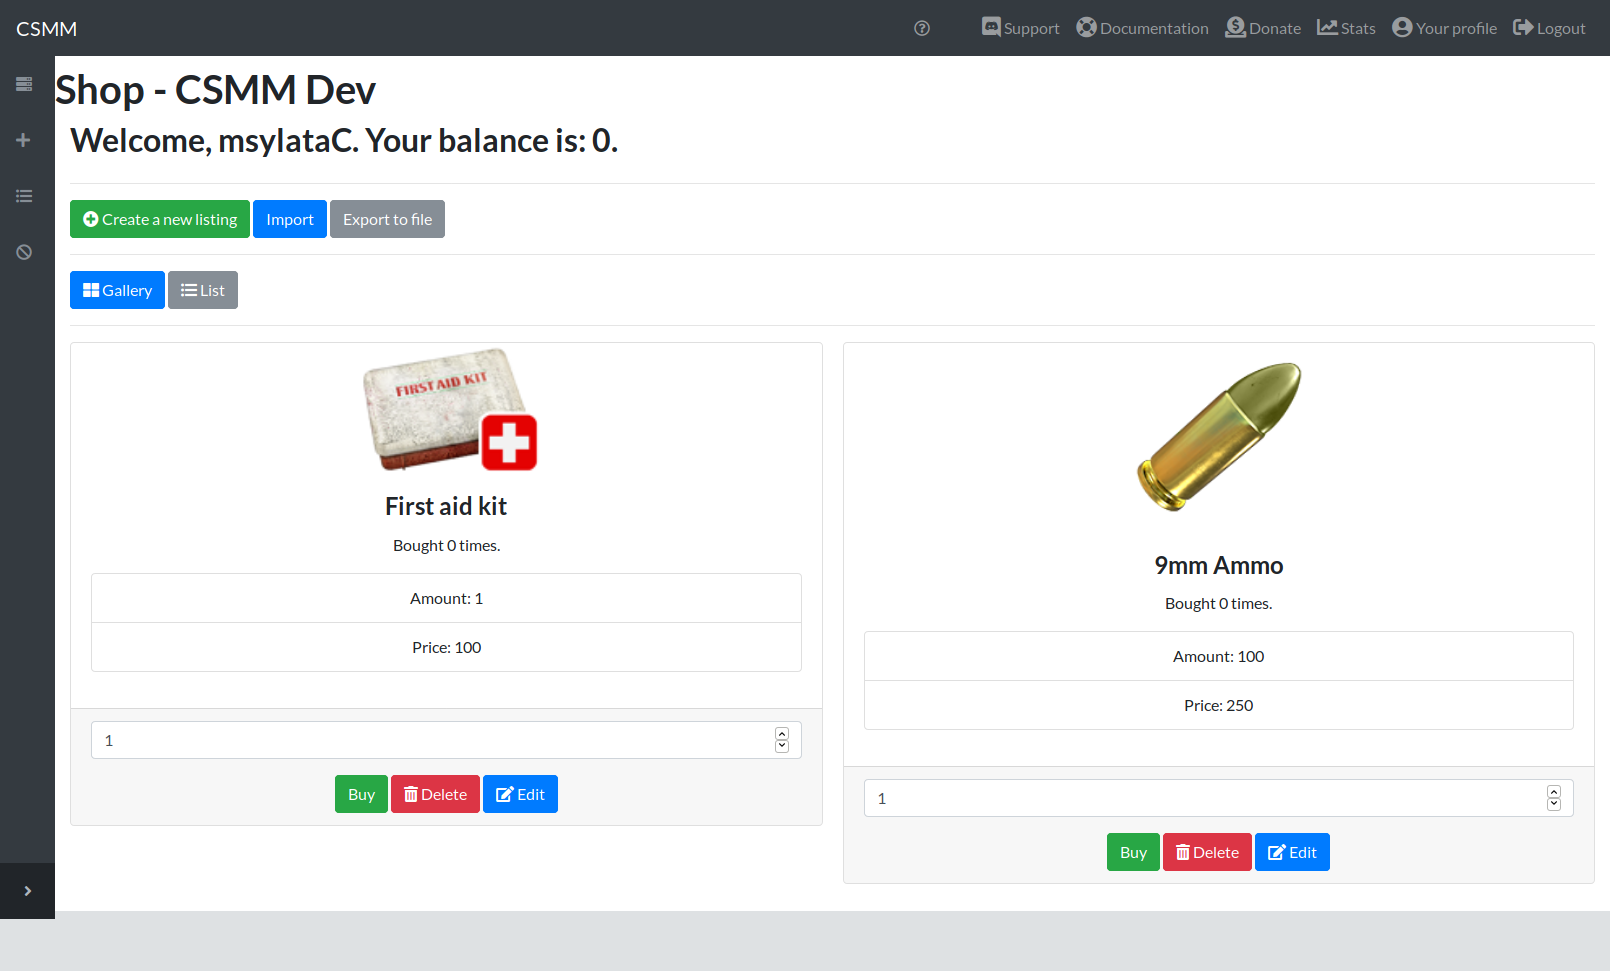 CSMM
Support
Documentation
Donate
Stats
Your profile
Logout
Shop - CSMM Dev
Welcome, msylataC. Your balance is: 0.
Create a new listing
Import
Export to file
Gallery
List
FIRST AID KIT
First aid kit
Bought 0 times.
Amount: 1
Price: 100
1
Buy
Delete
Edit
9mm Ammo
Bought 0 times.
Amount: 100
Price: 250
1
Buy
Delete
Edit